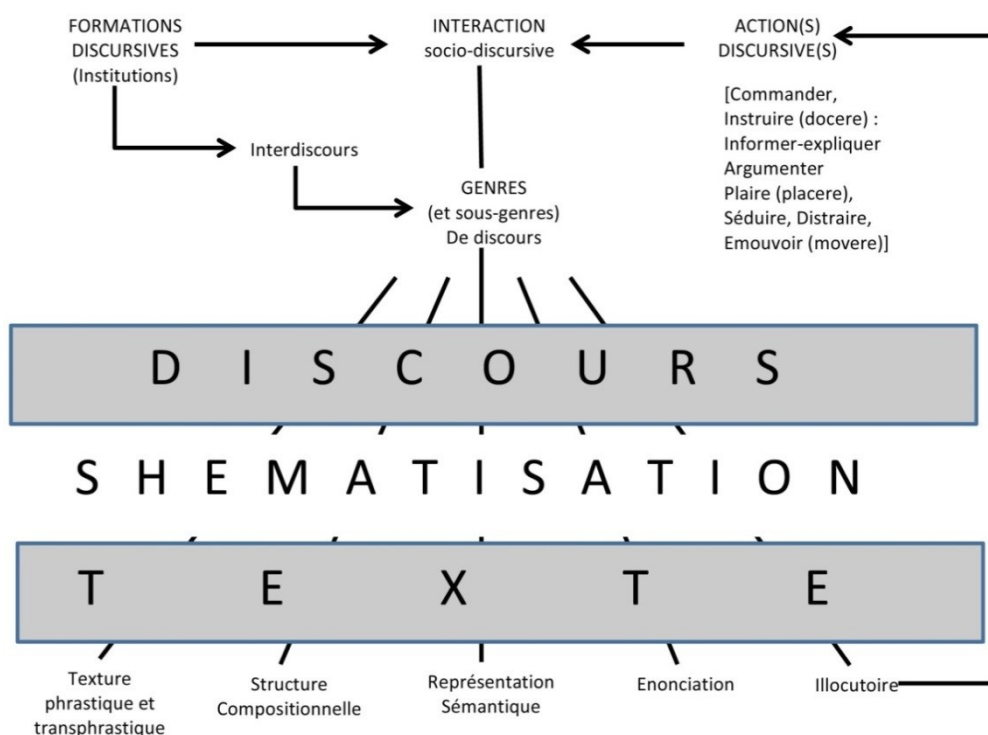 FORMATIONS
DISCURSIVES
(Institutions)
INTERACTION
socio-discursive
ACTION(S)
DISCURSIVE(S)
[Commander,
Instruire (docere) :
Informer-expliquer
Argumenter
Plaire (placere),
Séduire, Distraire,
Emouvoir (movere)]
Interdiscours
GENRES
(et sous-genres)
De discours
D I S C O U R S
S H E M A T I S A T I O N
T E X T E
Texture
phrastique et
transphrastique
Structure
Compositionnelle
Représentation
Sémantique
Enonciation
Illocutoire